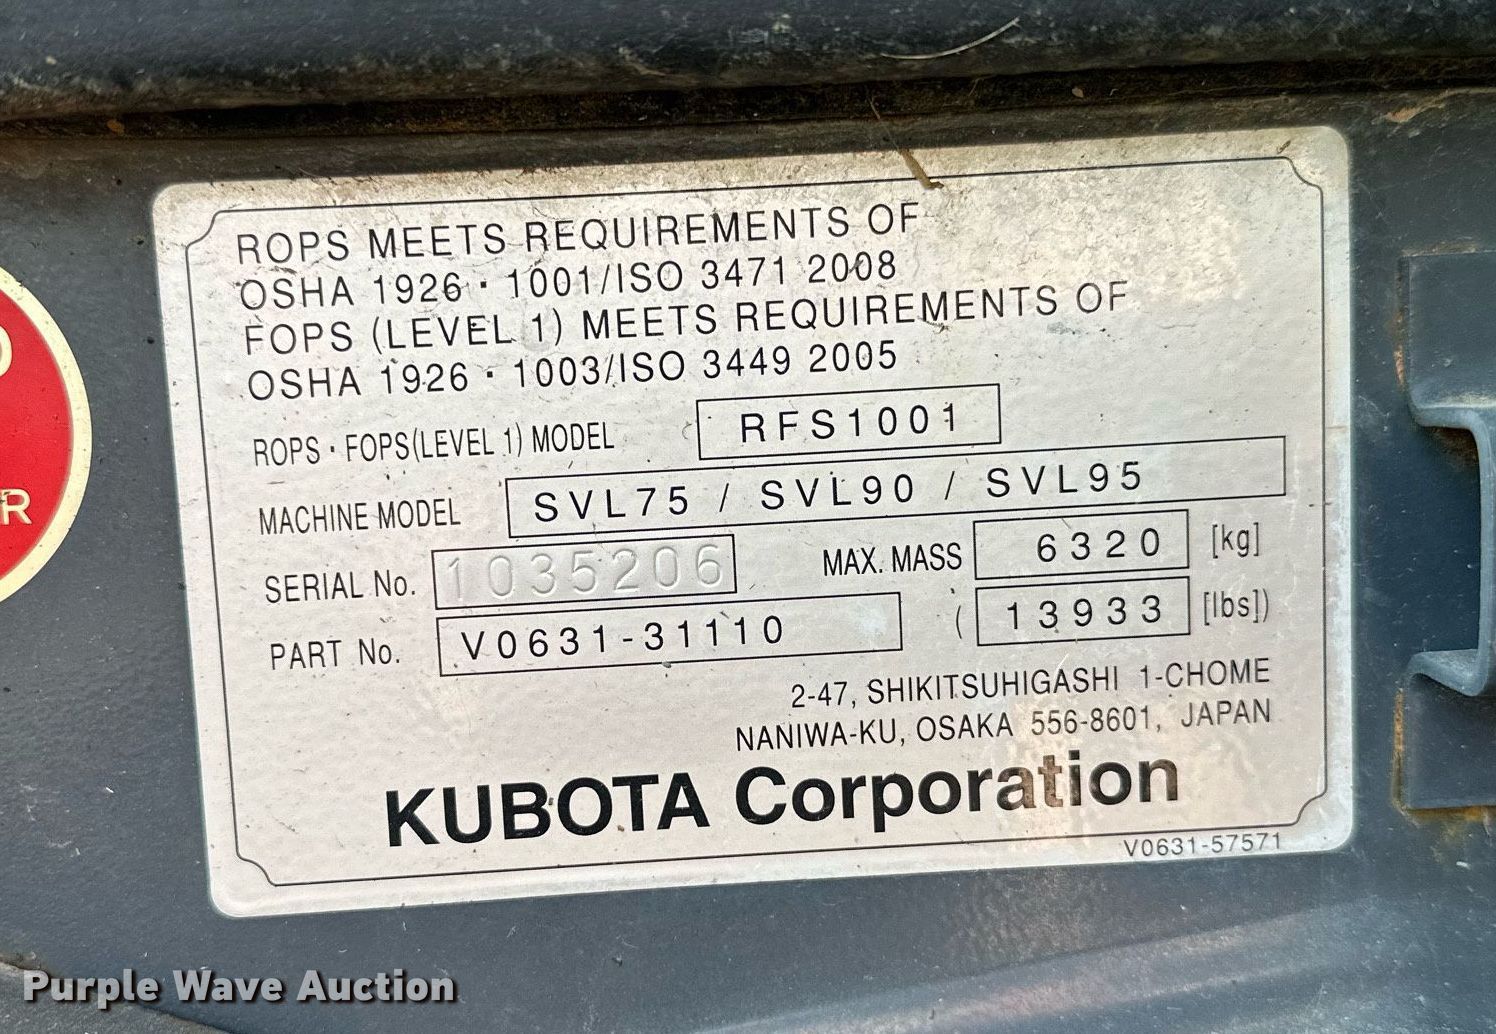 ROPS MEETS REQUIREMENTS OF
OSHA 1926・1001/ISO 3471 2008
FOPS (LEVEL 1) MEETS REQUIREMENTS OF
OSHA 1926・1003/ISO 3449 2005
ROPS・FOPS(LEVEL 1) MODEL RFS1001
MACHINE MODEL SVL75 / SVL90 / SVL95
SERIAL No. 1035206 MAX. MASS 6320 [kg]
PART No. V0631-31110 (13933 [lbs])
2-47, SHIKITSUHIGASHI 1-CHOME
NANIWA-KU, OSAKA 556-8601, JAPAN
KUBOTA Corporation
V0631-57571
Purple Wave Auction